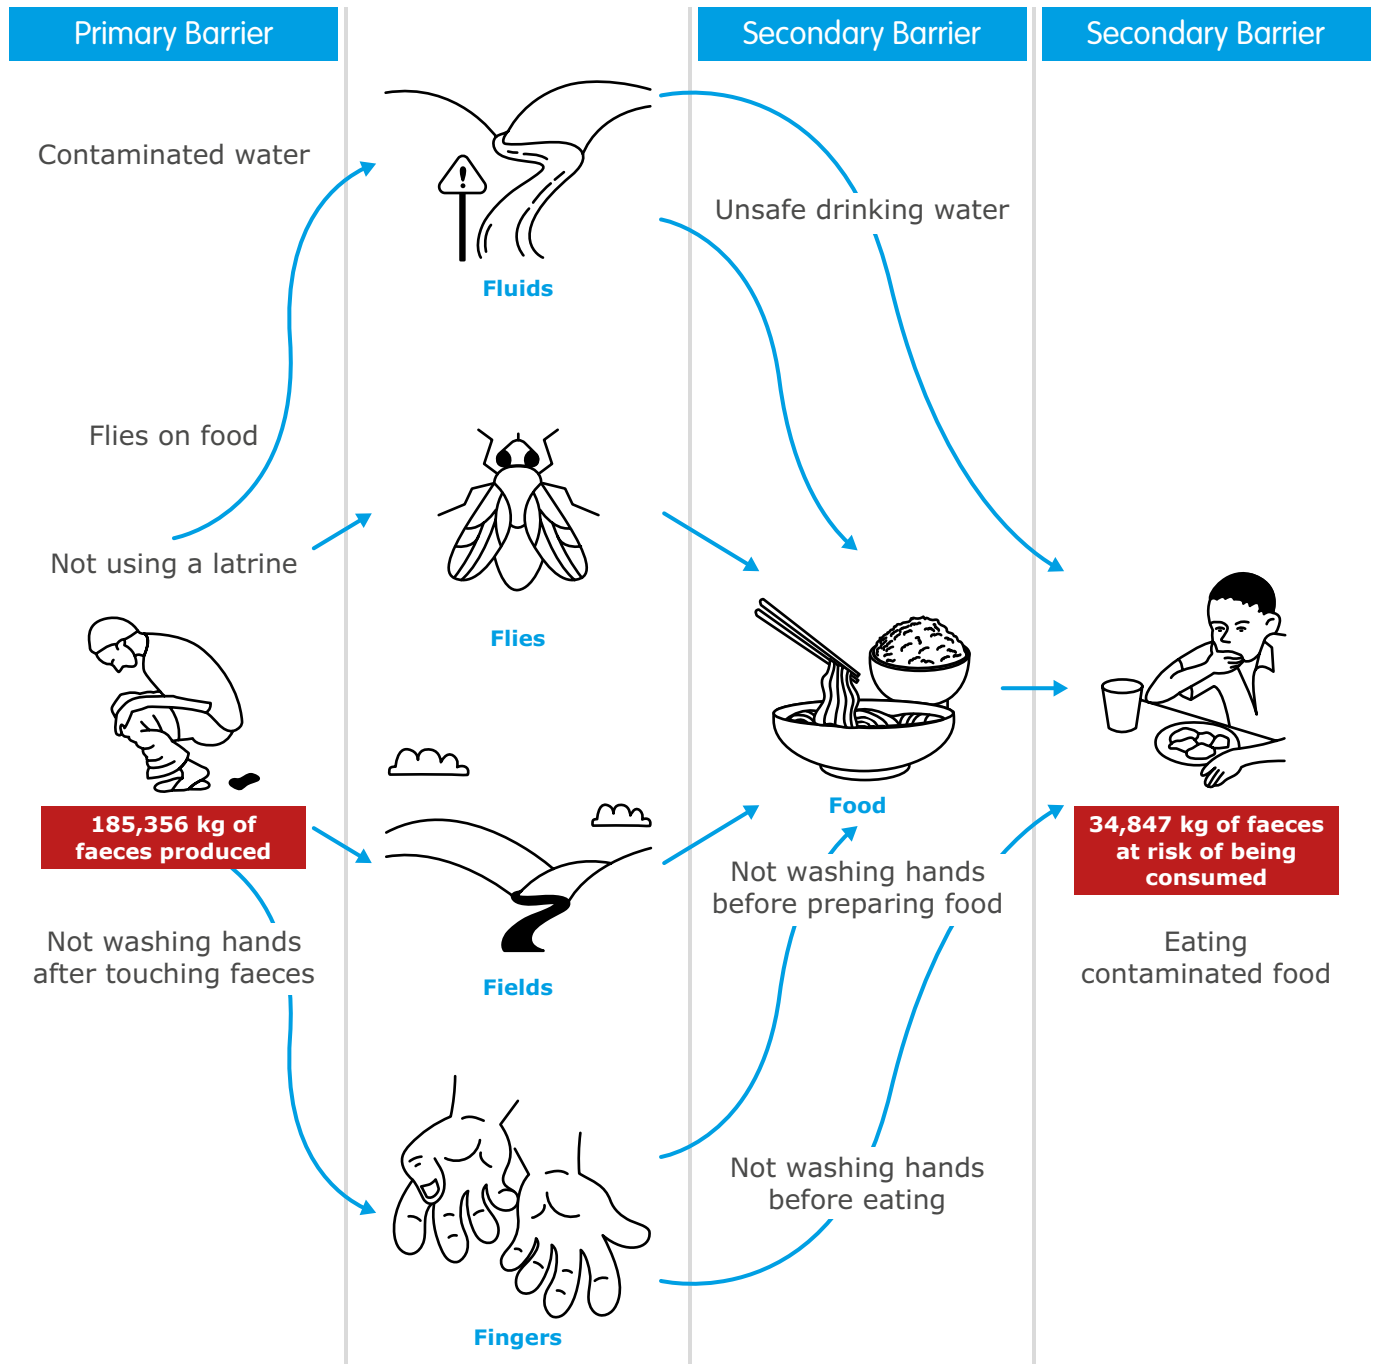 Primary Barrier
Secondary Barrier
Secondary Barrier
Contaminated water
Flies on food
Not using a latrine
185,356 kg of
faeces produced
Not washing hands
after touching faeces
Fluids
Flies
Fields
Fingers
Unsafe drinking water
Food
Not washing hands
before preparing food
Not washing hands
before eating
34,847 kg of faeces
at risk of being
consumed
Eating
contaminated food